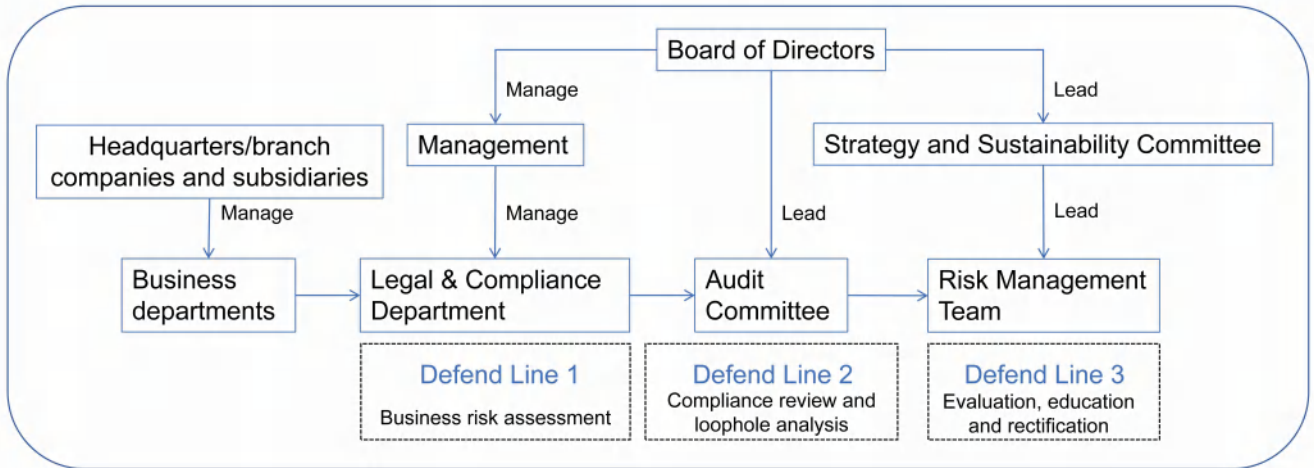 Board of Directors
Manage
Lead
Headquarters/branch
companies and subsidiaries
Management
Strategy and Sustainability Committee
Manage
Manage
Lead
Lead
Business
departments
Legal & Compliance
Department
Audit
Committee
Risk Management
Team
Defend Line 1
Business risk assessment
Defend Line 2
Compliance review and
loophole analysis
Defend Line 3
Evaluation, education
and rectification